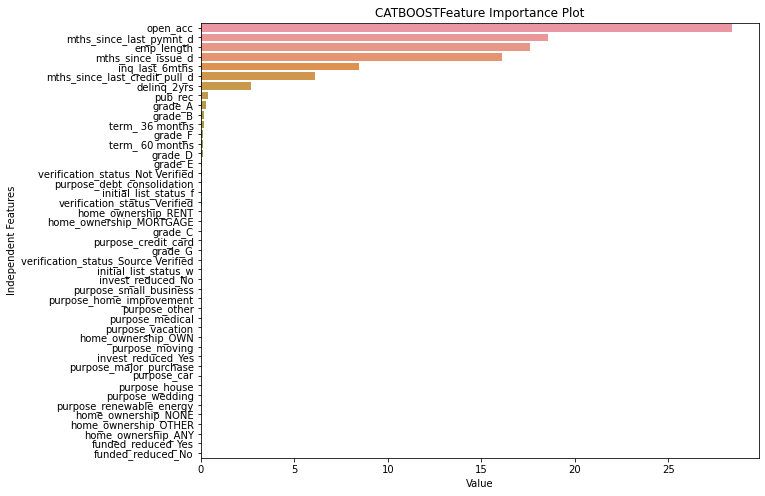 CATBOOSTFeature Importance Plot
open_acc
mths_since_last_pymnt_d
emp_length
mths_since_issue_d
inq_last_6mths
mths_since_last_credit_pull_d
delinq_2yrs
pub_rec
grade_A
grade_B
term_ 36 months
grade_F
term_ 60 months
grade_D
grade_E
verification_status_Not Verified
purpose_debt_consolidation
initial_list_status_f
verification_status_Verified
home_ownership_RENT
home_ownership_MORTGAGE
grade_C
purpose_credit_card
grade_G
verification_status_Source Verified
initial_list_status_w
invest_reduced_No
purpose_small_business
purpose_home_improvement
purpose_other
purpose_medical
purpose_vacation
home_ownership_OWN
purpose_moving
invest_reduced_Yes
purpose_major_purchase
purpose_car
purpose_house
purpose_wedding
purpose_renewable_energy
home_ownership_NONE
home_ownership_OTHER
home_ownership_ANY
funded_reduced_Yes
funded_reduced_No
Independent Features
0 5 10 15 20 25
Value